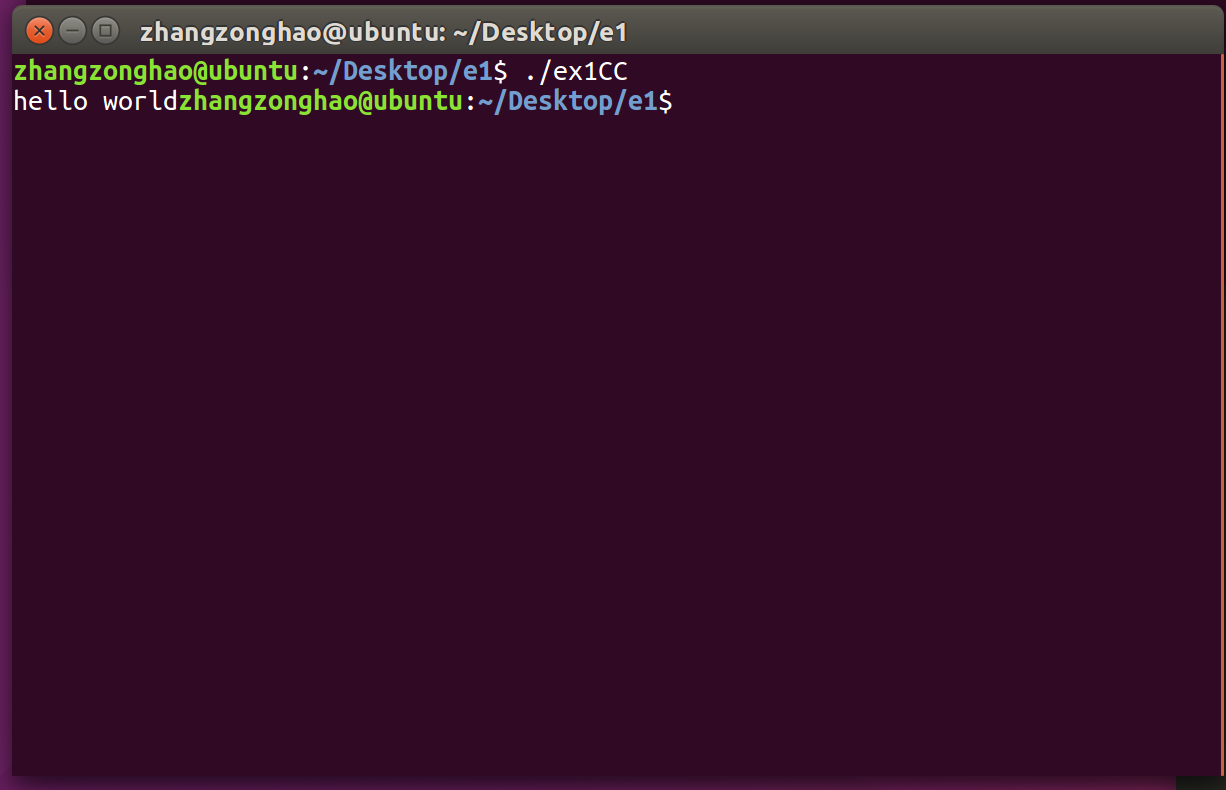 zhangzonghao@ubuntu: ~/Desktop/e1
zhangzonghao@ubuntu:~/Desktop/e1$ ./ex1CC
hello worldzhangzonghao@ubuntu:~/Desktop/e1$